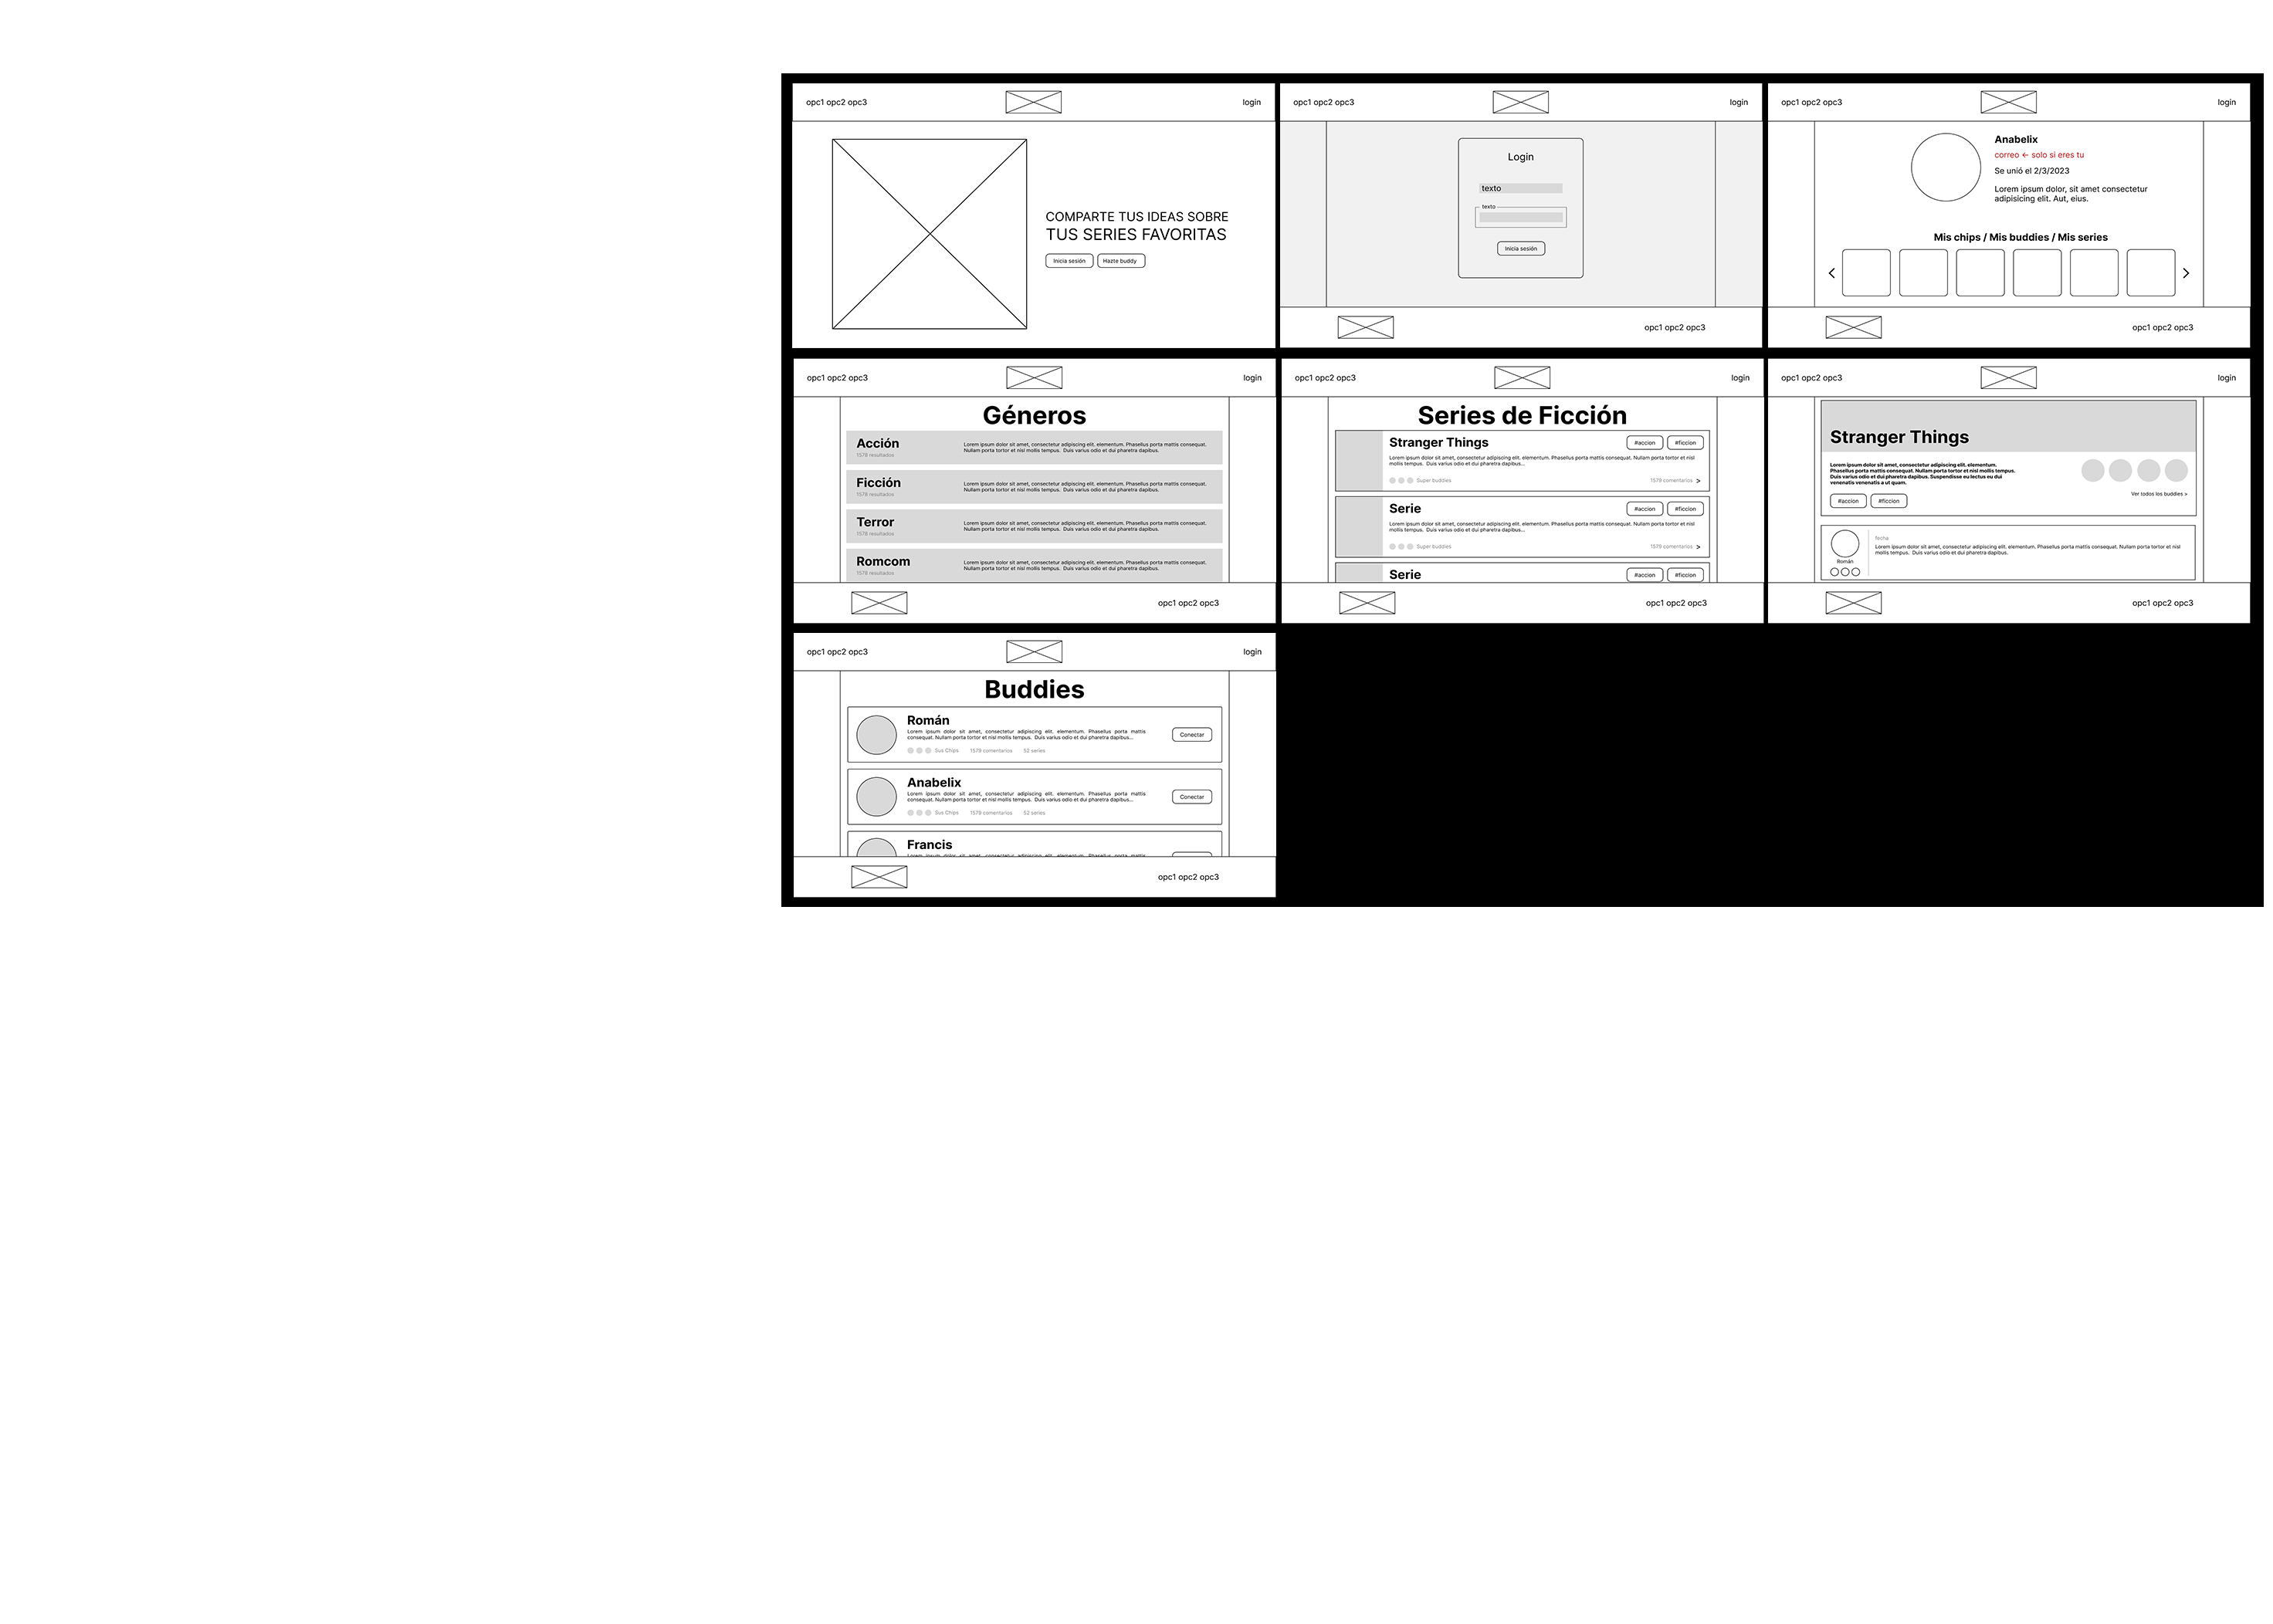 opc1 opc2 opc3
login
COMPARTE TUS IDEAS SOBRE
TUS SERIES FAVORITAS
Inicia sesión
Hazte buddy
opc1 opc2 opc3
login
Login
texto
texto
Inicia sesión
opc1 opc2 opc3
opc1 opc2 opc3
login
Anabelix
correo ← solo si eres tu
Se unió el 2/3/2023
Lorem ipsum dolor, sit amet consectetur
adipisicing elit. Aut, eius.
Mis chips / Mis buddies / Mis series
< >
opc1 opc2 opc3
opc1 opc2 opc3
login
Géneros
Acción
1578 resultados
Lorem ipsum dolor sit amet, consectetur adipiscing elit. elementum. Phasellus porta mattis consequat.
Nullam porta tortor et nisl mollis tempus. Duis varius odio et dui pharetra dapibus.
Ficción
1578 resultados
Lorem ipsum dolor sit amet, consectetur adipiscing elit. elementum. Phasellus porta mattis consequat.
Nullam porta tortor et nisl mollis tempus. Duis varius odio et dui pharetra dapibus.
Terror
1578 resultados
Lorem ipsum dolor sit amet, consectetur adipiscing elit. elementum. Phasellus porta mattis consequat.
Nullam porta tortor et nisl mollis tempus. Duis varius odio et dui pharetra dapibus.
Romcom
1578 resultados
Lorem ipsum dolor sit amet, consectetur adipiscing elit. elementum. Phasellus porta mattis consequat.
Nullam porta tortor et nisl mollis tempus. Duis varius odio et dui pharetra dapibus.
opc1 opc2 opc3
opc1 opc2 opc3
login
Series de Ficción
Stranger Things
#accion
#ficcion
Lorem ipsum dolor sit amet, consectetur adipiscing elit. elementum. Phasellus porta mattis consequat. Nullam porta tortor et nisl
mollis tempus. Duis varius odio et dui pharetra dapibus...
Super buddies
1579 comentarios >
Serie
#accion
#ficcion
Lorem ipsum dolor sit amet, consectetur adipiscing elit. elementum. Phasellus porta mattis consequat. Nullam porta tortor et nisl
mollis tempus. Duis varius odio et dui pharetra dapibus...
Super buddies
1579 comentarios >
Serie
#accion
#ficcion
opc1 opc2 opc3
opc1 opc2 opc3
login
Stranger Things
Lorem ipsum dolor sit amet, consectetur adipiscing elit. elementum.
Phasellus porta mattis consequat. Nullam porta tortor et nisl mollis tempus.
Duis varius odio et dui pharetra dapibus. Suspendisse eu lectus eu dui
venenatis venenatis a ut quam.
Ver todos los buddies >
#accion
#ficcion
fecha
Lorem ipsum dolor sit amet, consectetur adipiscing elit. elementum. Phasellus porta mattis consequat. Nullam porta tortor et nisl
mollis tempus. Duis varius odio et dui pharetra dapibus.
Román
opc1 opc2 opc3
opc1 opc2 opc3
login
Buddies
Román
Lorem ipsum dolor sit amet, consectetur adipiscing elit. elementum. Phasellus porta mattis
consequat. Nullam porta tortor et nisl mollis tempus. Duis varius odio et dui pharetra dapibus...
Sus Chips 1579 comentarios 52 series
Conectar
Anabelix
Lorem ipsum dolor sit amet, consectetur adipiscing elit. elementum. Phasellus porta mattis
consequat. Nullam porta tortor et nisl mollis tempus. Duis varius odio et dui pharetra dapibus...
Sus Chips 1579 comentarios 52 series
Conectar
Francis
opc1 opc2 opc3